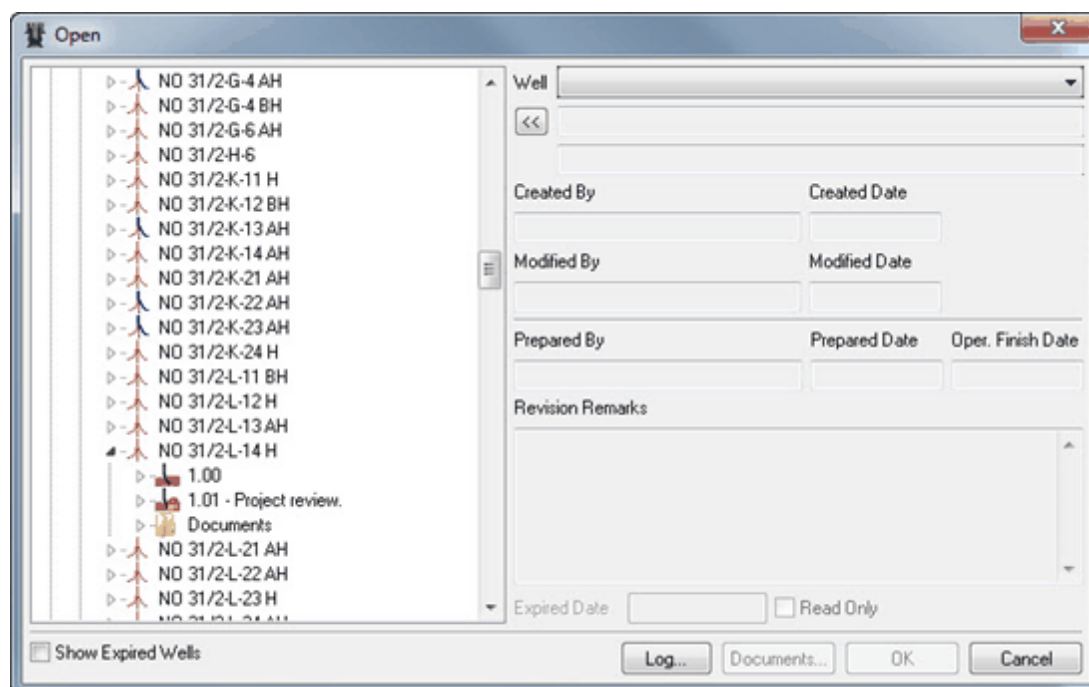 Open
NO 31/2-G-4 AH
NO 31/2-G-4 BH
NO 31/2-G-6 AH
NO 31/2-H-6
NO 31/2-K-11 H
NO 31/2-K-12 BH
NO 31/2-K-13 AH
NO 31/2-K-14 AH
NO 31/2-K-21 AH
NO 31/2-K-22 AH
NO 31/2-K-23 AH
NO 31/2-K-24 H
NO 31/2-L-11 BH
NO 31/2-L-12 H
NO 31/2-L-13 AH
NO 31/2-L-14 H
1.00
1.01 - Project review.
Documents
NO 31/2-L-21 AH
NO 31/2-L-22 AH
NO 31/2-L-23 H
Show Expired Wells
Well
<<
Created By Created Date
Modified By Modified Date
Prepared By Prepared Date Oper. Finish Date
Revision Remarks
Expired Date Read Only
Log... Documents... OK Cancel